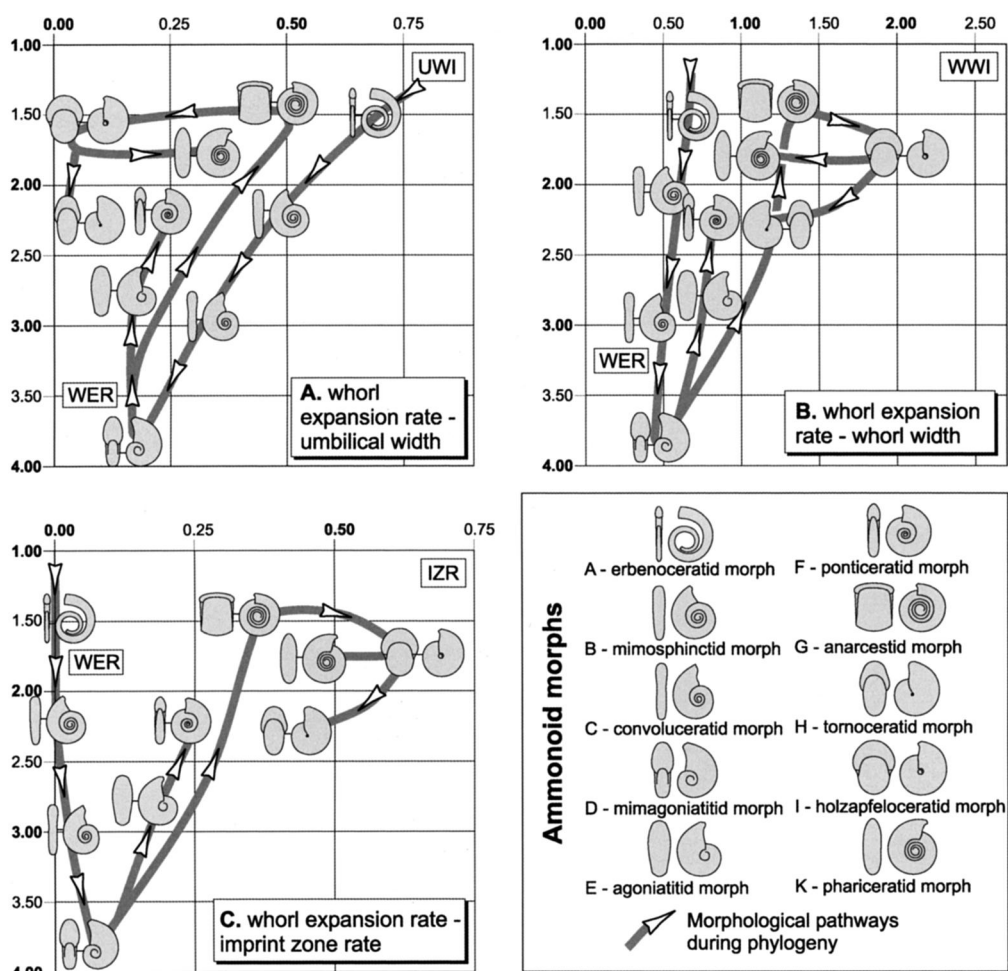 0.00 0.25 0.50 0.75
1.00
UWI
1.50
2.00
2.50
3.00
3.50
WER
4.00
A. whorl
expansion rate -
umbilical width
0.00 0.50 1.00 1.50 2.00 2.50
1.00
WWI
1.50
2.00
2.50
3.00
WER
3.50
4.00
B. whorl expansion
rate - whorl width
0.00 0.25 0.50 0.75
1.00
IZR
1.50
WER
2.00
2.50
3.00
3.50
4.00
C. whorl expansion rate -
imprint zone rate
Ammonoid morphs
A - erbenoceratid morph
B - mimosphinctid morph
C - convoluceratid morph
D - mimagoniatitid morph
E - agoniatitid morph
F - ponticeratid morph
G - anarcestid morph
H - tornoceratid morph
I - holzapfeloceratid morph
K - phariceratid morph
Morphological pathways
during phylogeny